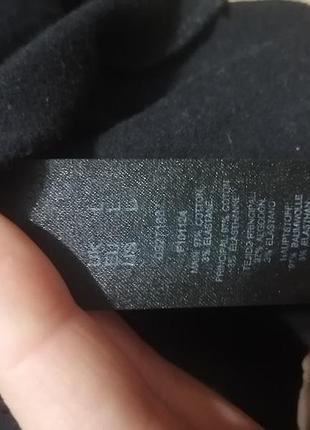 UK L
EU L
US L
PI01104
MAIN: 97% COTTON,
3% ELASTANE.
PRINCIPAL: 97% COTON
3% ELASTHANNE
TEJIDO PRINCIPAL:
97% ALGODÓN,
3% ELASTANO
HAUPTSTOFF:
97% BAUMWOLLE
3% ELASTHAN